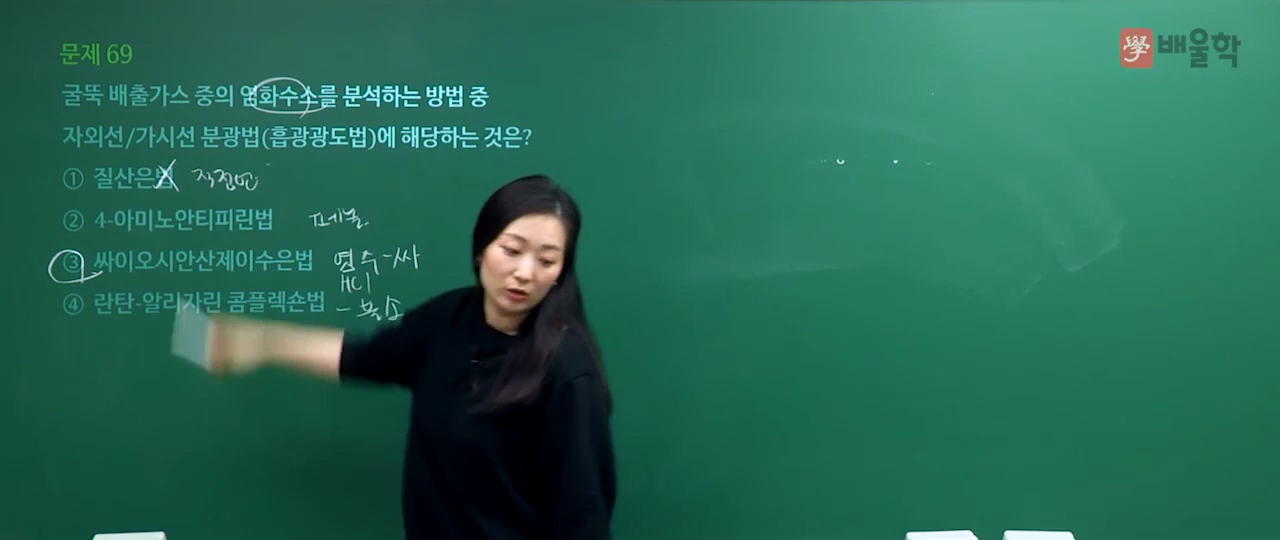 문제 69
學 배울학
굴뚝 배출가스 중의 염화수소를 분석하는 방법 중
자외선/가시선 분광법(흡광광도법)에 해당하는 것은?
① 질산은법
② 4-아미노안티피린법 페놀
③ 싸이오시안산제이수은법 염수-싸
HCl
④ 란탄-알리자린 콤플렉숀법 - 불소